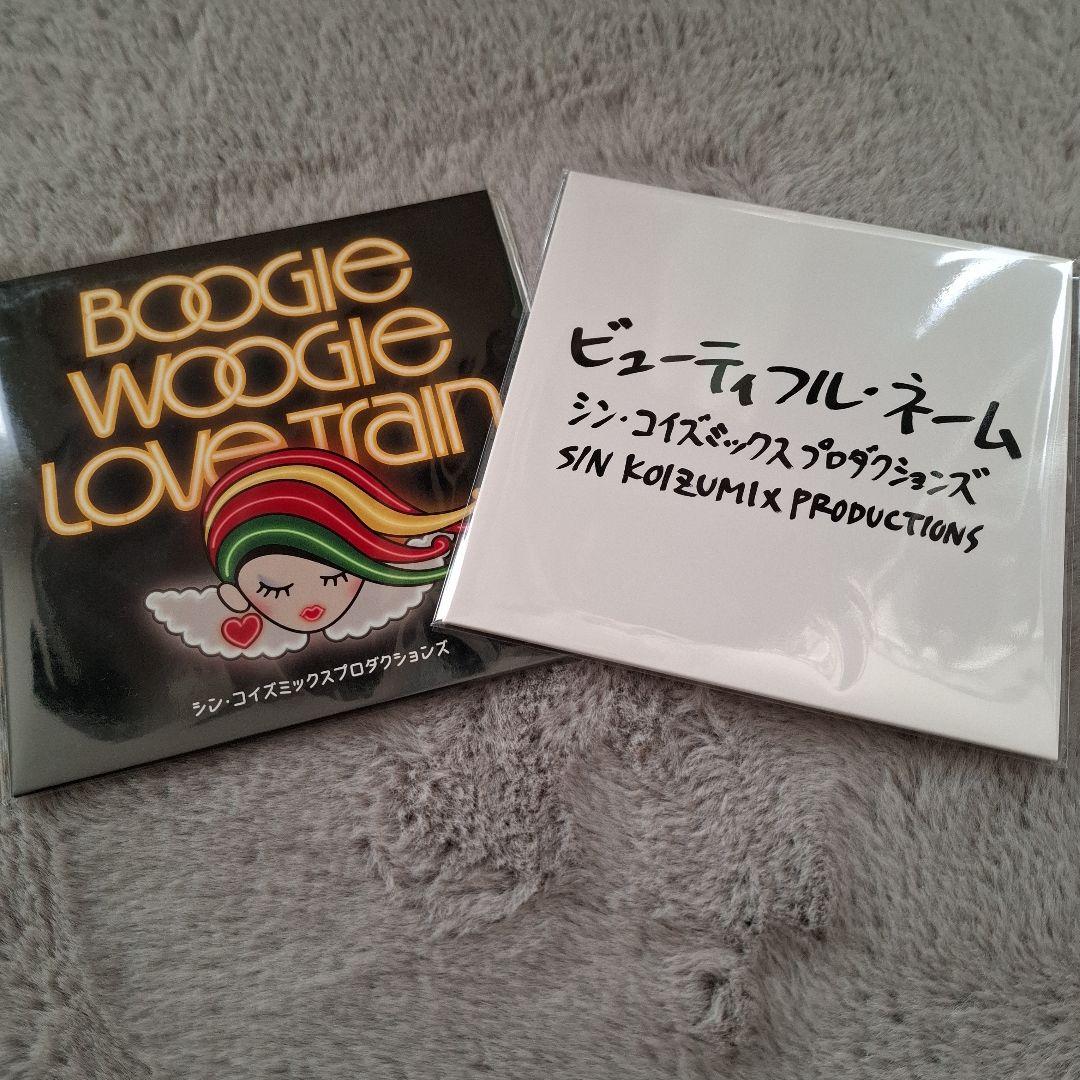 BOOGIE
WOOGIE
LOVE Train
シン・コイズミックスプロダクションズ
ビューティフル・ネーム
シン・コイズミックスプロダクションズ
SIN KOIZUMIX PRODUCTIONS